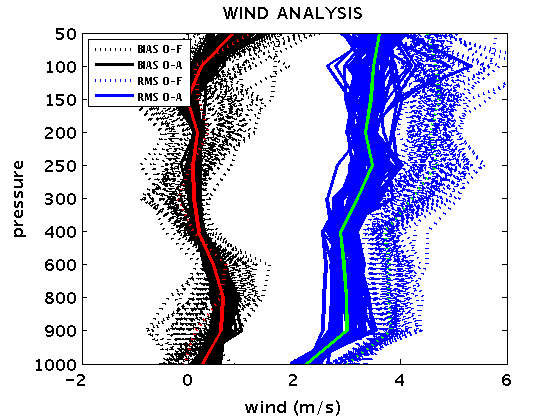 WIND ANALYSIS
BIAS O-F
BIAS O-A
RMS O-F
RMS O-A
pressure
50
100
150
200
250
300
400
600
800
900
1000
-2
0
2
4
6
wind (m/s)